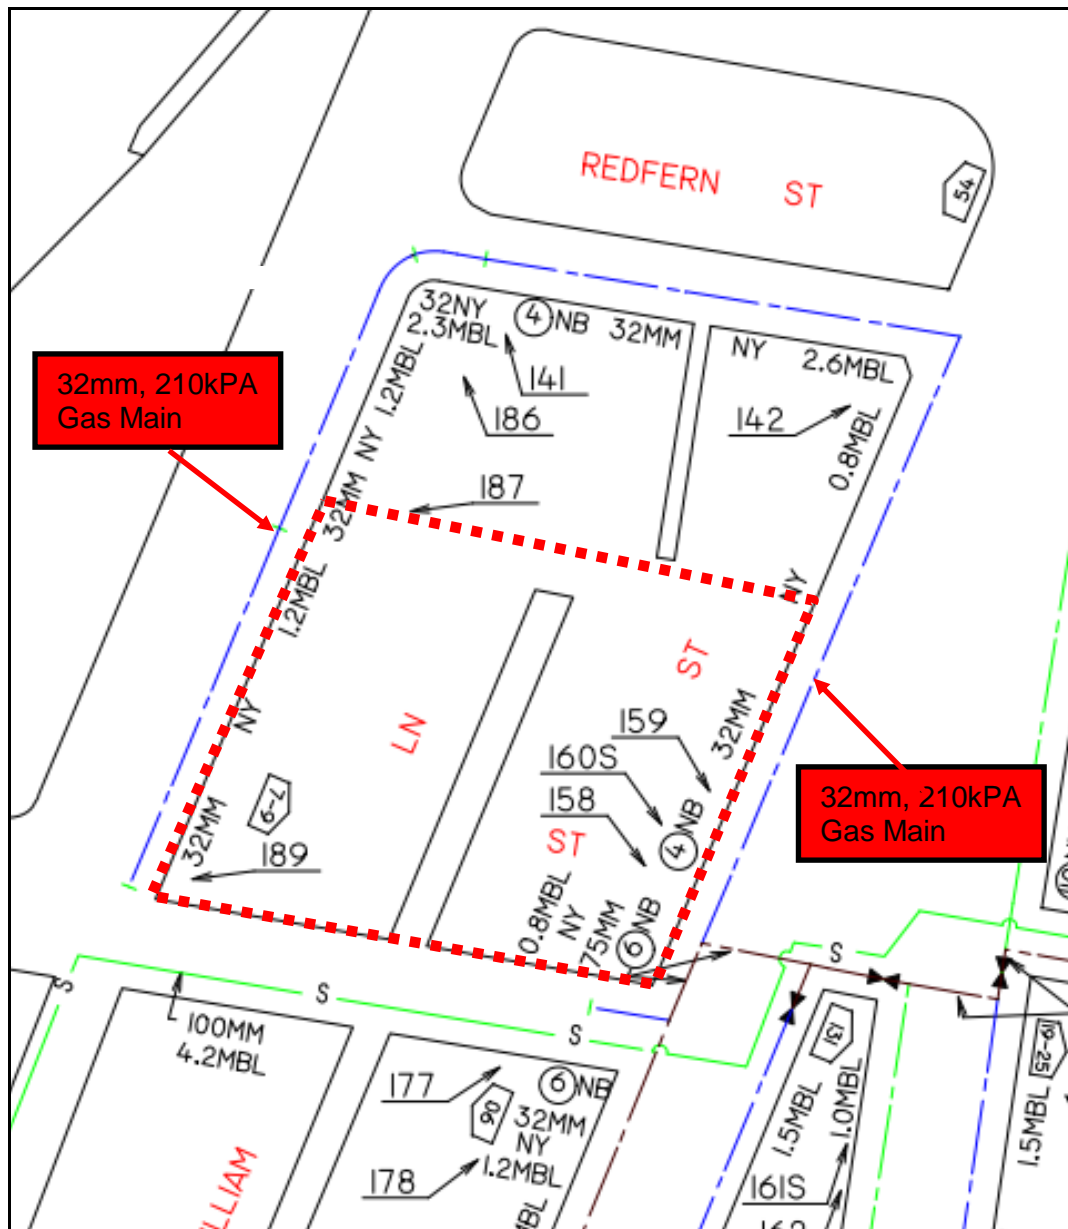 REDFERN ST
54
32NY
2.3MBL
4 NB 32MM
NY 2.6MBL
32mm, 210kPA
Gas Main
1.2MBL
141
186
142
0.8MBL
NY
32MM
187
1.2MBL
NY
ST
NY
LN
159
32MM
160S
158
32mm, 210kPA
Gas Main
7-9
32MM
ST
4 NB
189
0.8MBL
NY
75MM
6 NB
S
S
S
S
100MM
4.2MBL
131
19-25
177
6 NB
90
32MM
NY
1.2MBL
178
1.5MBL
1.0MBL
1.5MBL
161S